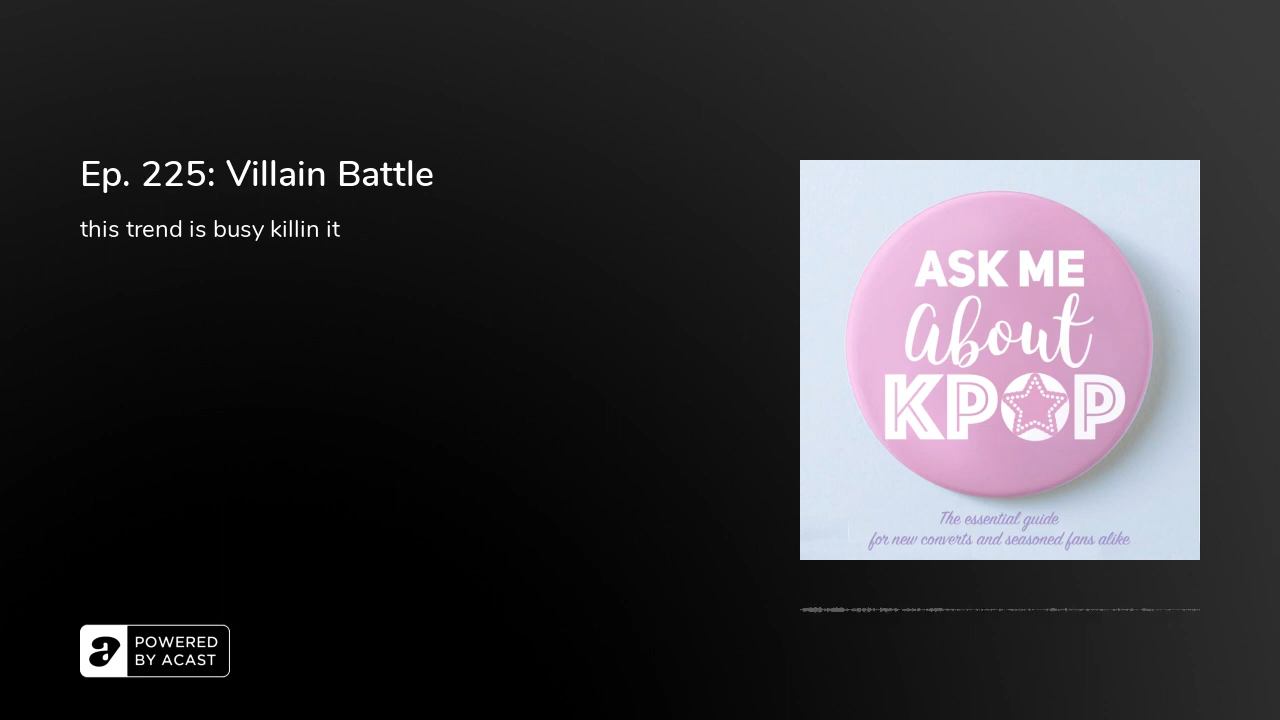 Ep. 225: Villain Battle
this trend is busy killin it
ASK ME
About
KPOP
The essential guide
for new converts and seasoned fans alike
a POWERED
BY ACAST